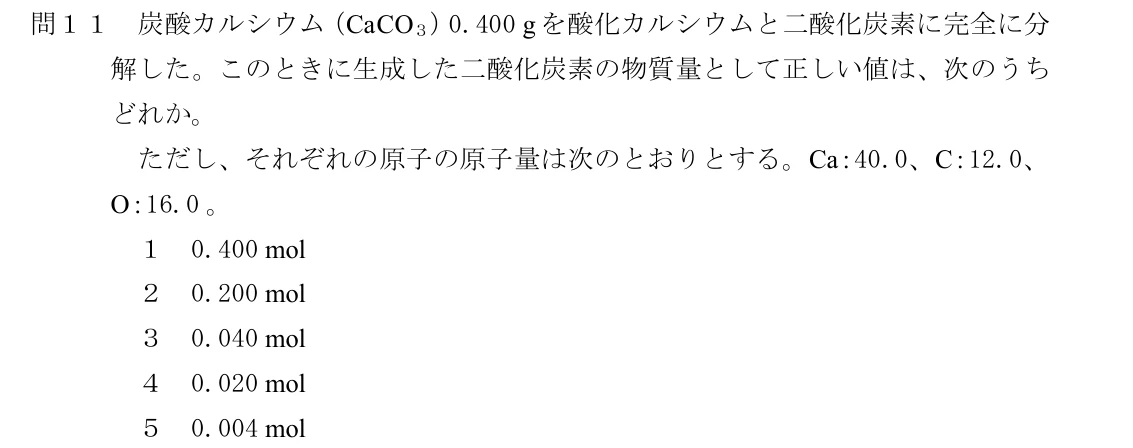 問１１　炭酸カルシウム（CaCO₃）0.400 gを酸化カルシウムと二酸化炭素に完全に分
解した。このときに生成した二酸化炭素の物質量として正しい値は、次のうち
どれか。
ただし、それぞれの原子の原子量は次のとおりとする。Ca:40.0、C:12.0、
O:16.0。
１　0.400 mol
２　0.200 mol
３　0.040 mol
４　0.020 mol
５　0.004 mol